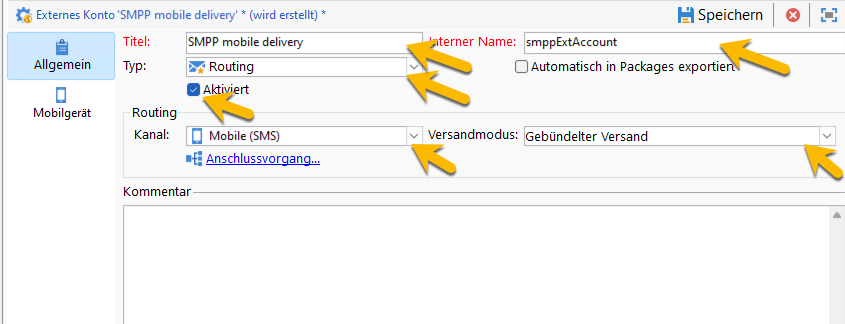 Externes Konto 'SMPP mobile delivery' * (wird erstellt) *
Speichern
Allgemein
Mobilgerät
Titel: SMPP mobile delivery Interner Name: smppExtAccount
Typ: Routing Automatisch in Packages exportiert
Aktiviert
Routing
Kanal: Mobile (SMS) Versandmodus: Gebündelter Versand
Anschlussvorgang...
Kommentar